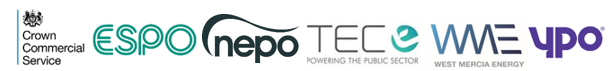 Crown
Commercial
Service
ESPO
nepo
TEC e
POWERING THE PUBLIC SECTOR
WME
WEST MERCIA ENERGY
ypo